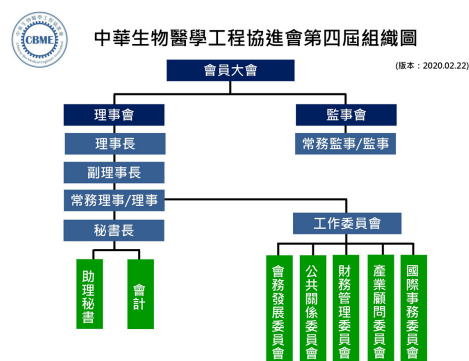 CBME
中華生物醫學工程協進會第四屆組織圖
(版本：2020.02.22)
會員大會
理事會
監事會
理事長
常務監事/監事
副理事長
常務理事/理事
工作委員會
秘書長
助理秘書
會計
會務發展委員會
公共關係委員會
財務管理委員會
產業顧問委員會
國際事務委員會